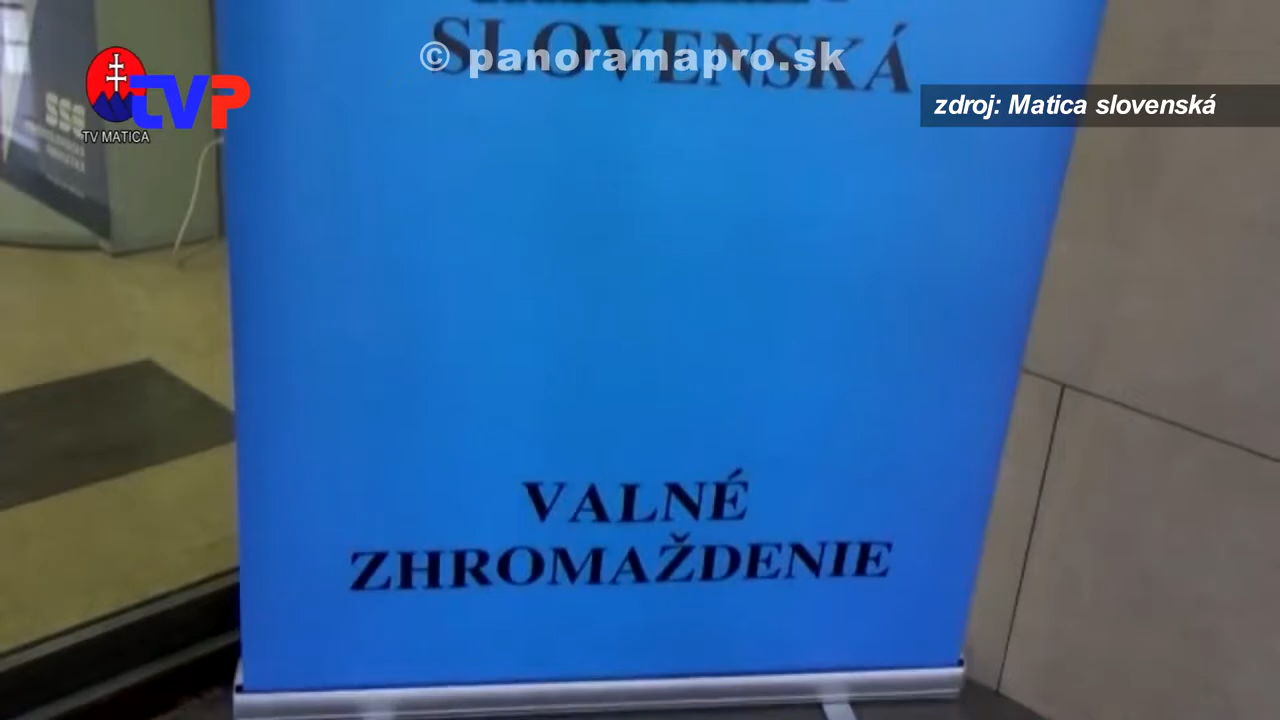 SLOVENSKÁ
© panoramapro.sk
tvp
TV MATICA
zdroj: Matica slovenská
VALNÉ
ZHROMAŽDENIE